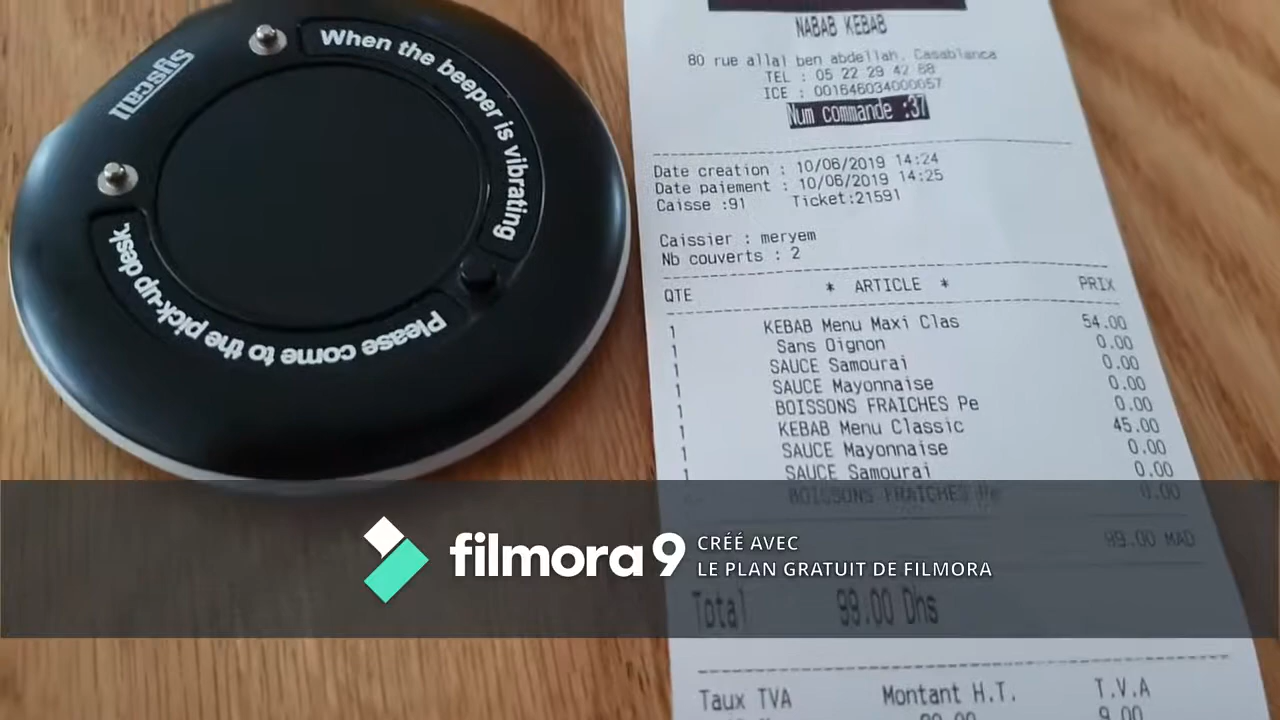 syscall
When the beeper is vibrating
Please come to the pick-up desk.
NABAB KEBAB
80 rue allal ben abdellah, Casablanca
TEL : 05 22 29 42 68
ICE : 001646034000057
Num commande :37
Date creation : 10/06/2019 14:24
Date paiement : 10/06/2019 14:25
Caisse :91 Ticket:21591
Caissier : meryem
Nb couverts : 2
QTE * ARTICLE * PRIX
1 KEBAB Menu Maxi Clas 54.00
1 Sans Oignon 0.00
1 SAUCE Samourai 0.00
1 SAUCE Mayonnaise 0.00
1 BOISSONS FRAICHES Pe 0.00
1 KEBAB Menu Classic 45.00
1 SAUCE Mayonnaise 0.00
1 SAUCE Samourai 0.00
BOISSONS FRAICHES Pe 0.00
99.00 MAD
filmora9 CRÉÉ AVEC
LE PLAN GRATUIT DE FILMORA
Total 99.00 Dhs
Taux TVA Montant H.T. T.V.A
9.00